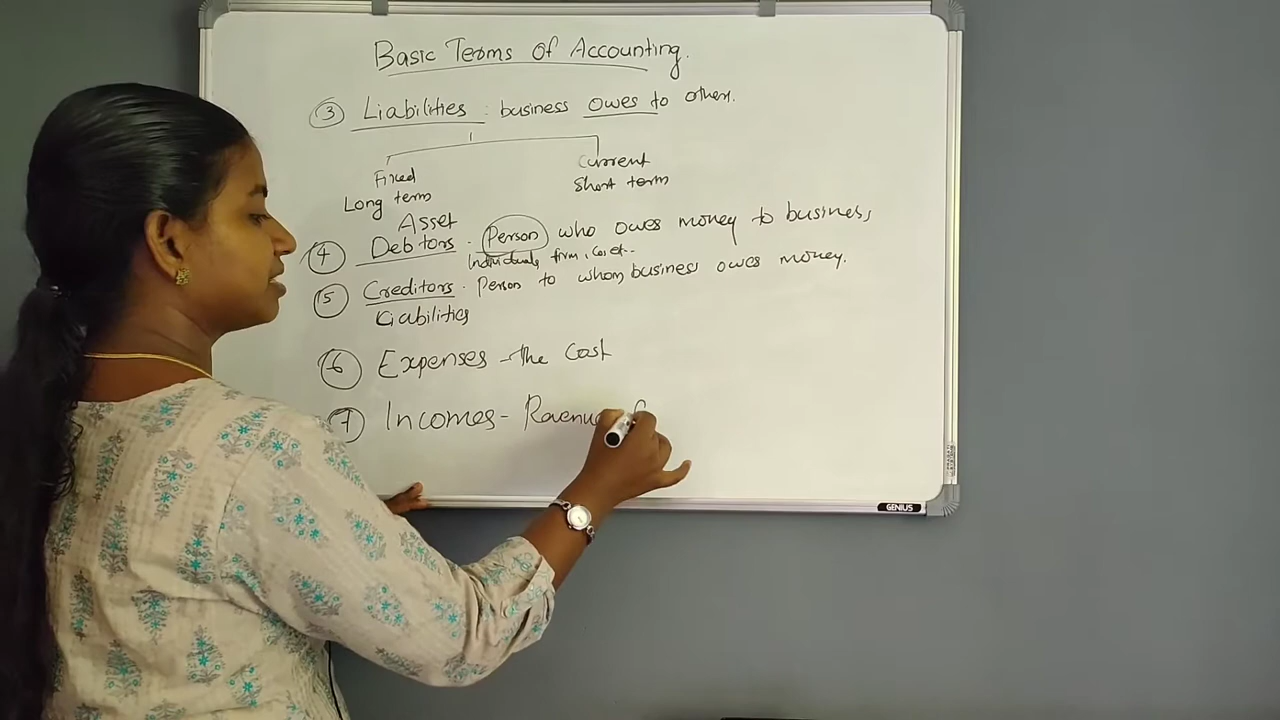 Basic Terms of Accounting.
③ Liabilities : business owes to others.
Fixed
Long term
Current
Short term
Asset
④ Debtors . Person who owes money to business,
Individuals, firm, Co, etc..
⑤ Creditors . Person to whom business owes money.
Liabilities
⑥ Expenses - The Cost
⑦ Incomes -
GENIUS